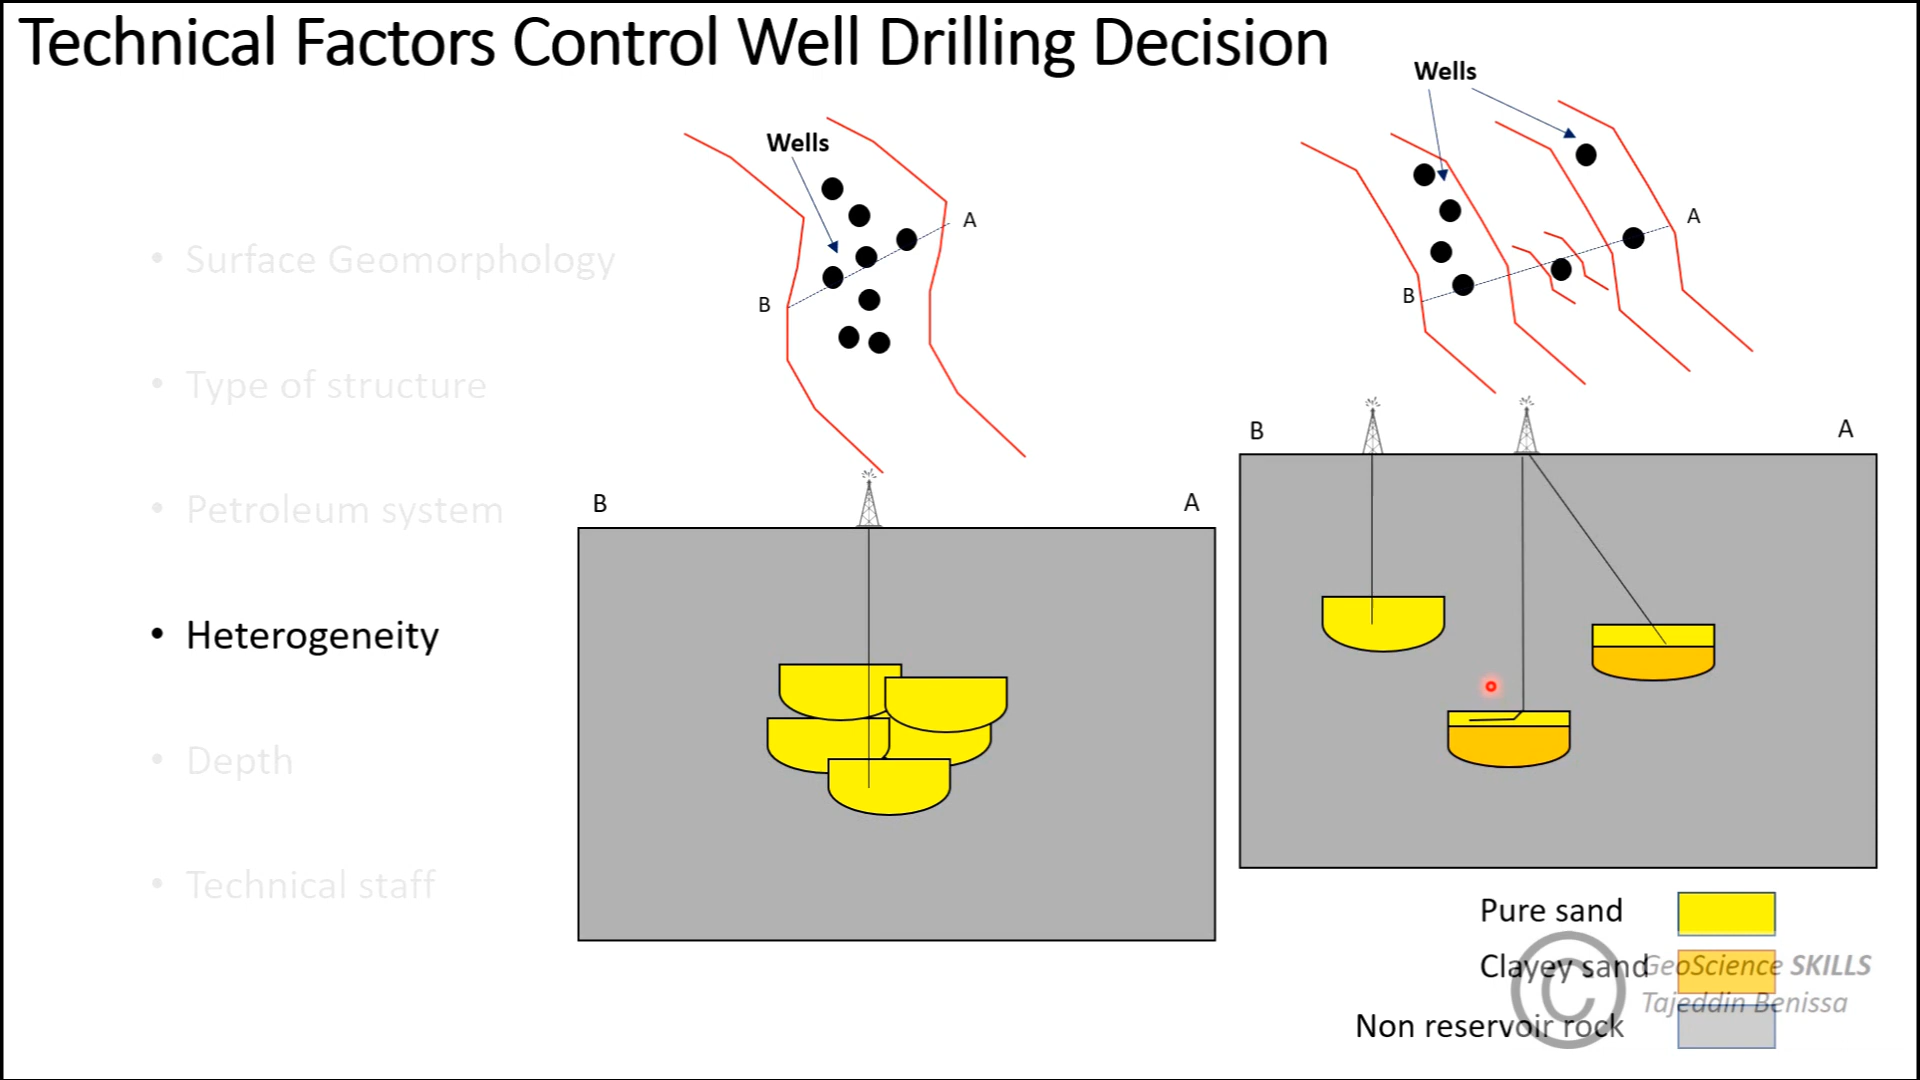 Technical Factors Control Well Drilling Decision
• Surface Geomorphology
• Type of structure
• Petroleum system
• Heterogeneity
• Depth
• Technical staff
Wells
A
B
B
A
Wells
A
B
B
A
Pure sand
Clayey sand
Non reservoir rock
©
GeoScience SKILLS
Tajeddin Benissa